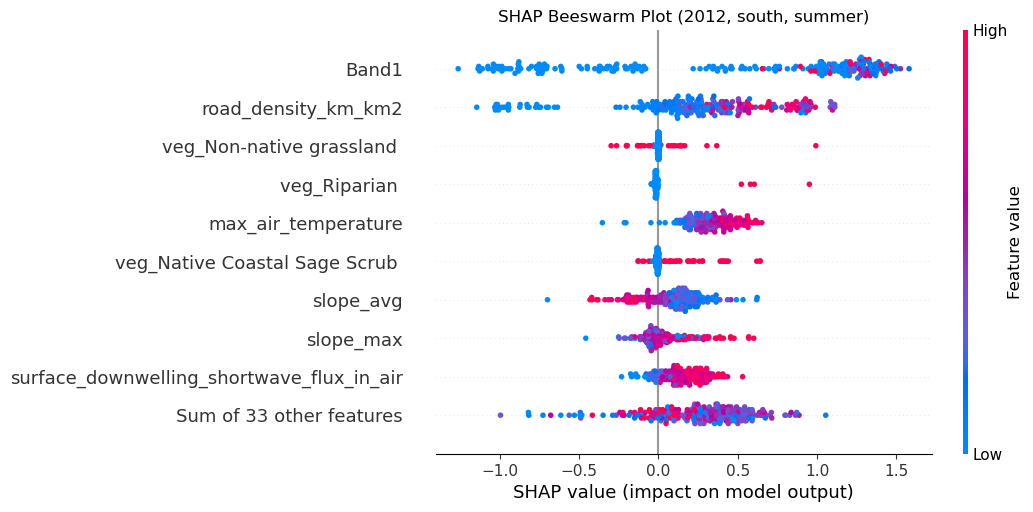 SHAP Beeswarm Plot (2012, south, summer)
High
Band1
road_density_km_km2
veg_Non-native grassland
veg_Riparian
max_air_temperature
veg_Native Coastal Sage Scrub
slope_avg
slope_max
surface_downwelling_shortwave_flux_in_air
Sum of 33 other features
Feature value
Low
−1.0 −0.5 0.0 0.5 1.0 1.5
SHAP value (impact on model output)